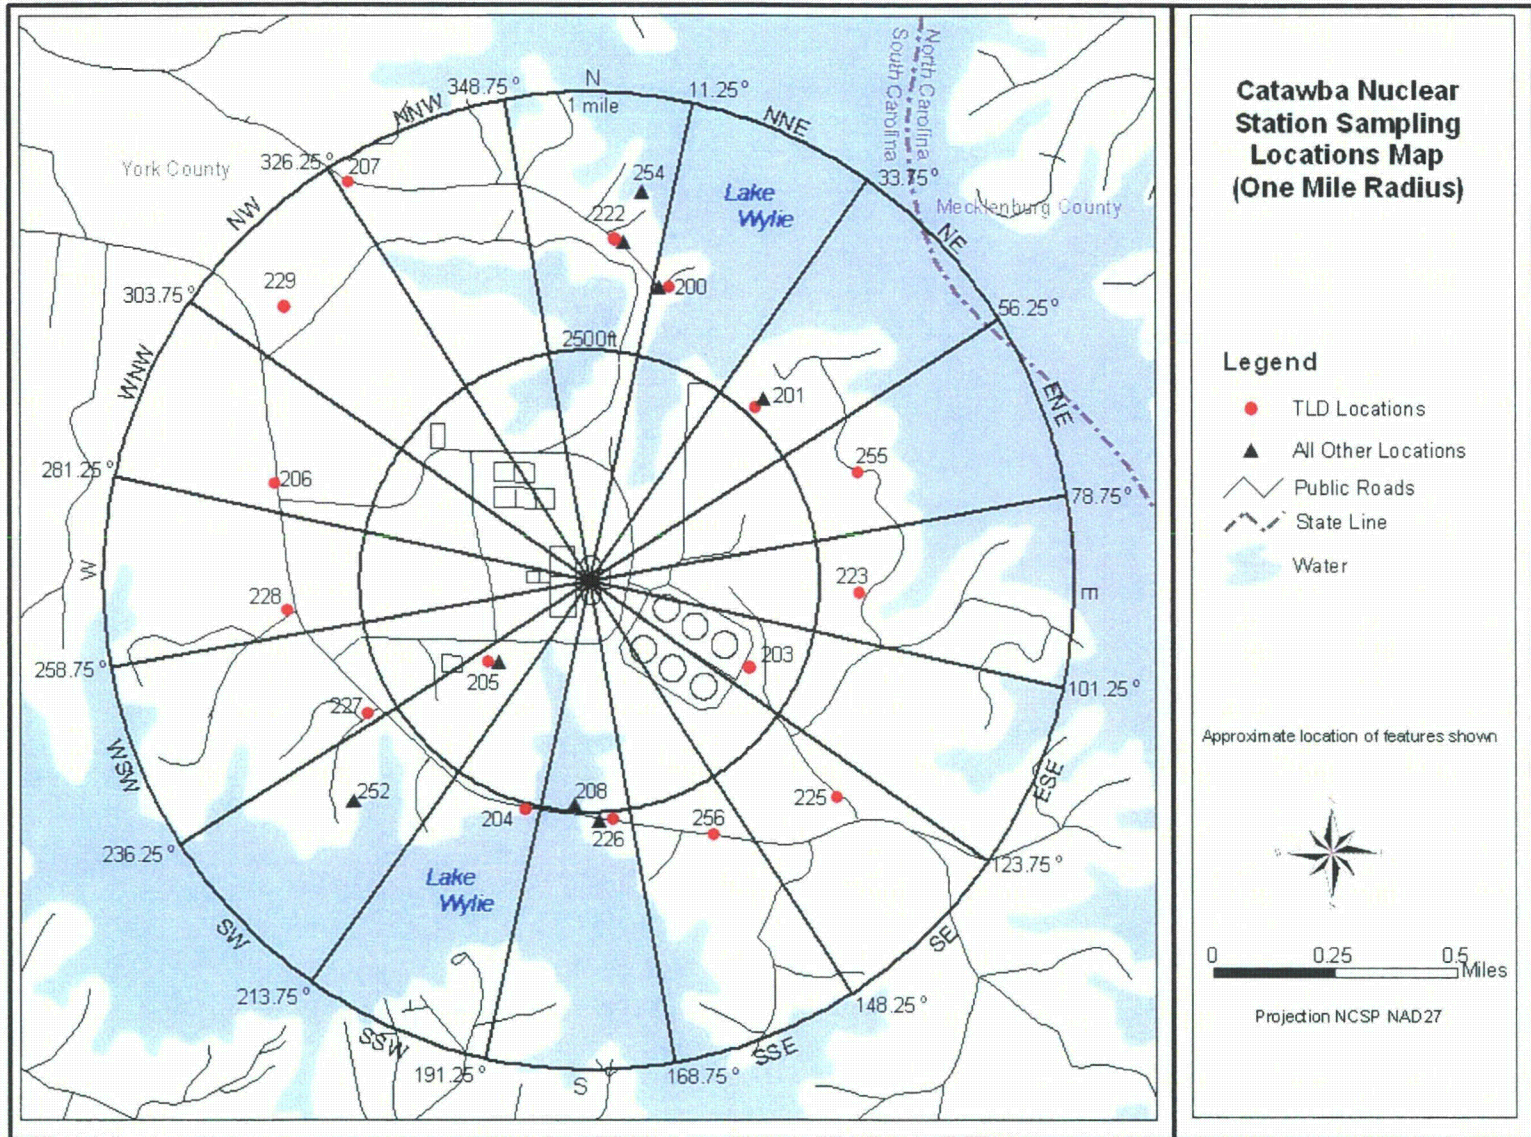 N
1 mile
348.75°
11.25°
NNW
NNE
326.25°
207
York County
254
33.75°
North Carolina
South Carolina
Lake
Wylie
Mecklenburg County
NW
222
NE
229
200
303.75°
56.25°
2500ft
WNW
201
ENE
255
281.25°
206
78.75°
W
223
E
228
203
258.75°
205
101.25°
227
WSW
252
208
204
226
256
225
ESE
236.25°
123.75°
Lake
Wylie
SW
SE
213.75°
148.25°
SSW
SSE
191.25°
S
168.75°
Catawba Nuclear
Station Sampling
Locations Map
(One Mile Radius)
Legend
TLD Locations
All Other Locations
Public Roads
State Line
Water
Approximate location of features shown
0 0.25 0.5
Miles
Projection NCSP NAD27